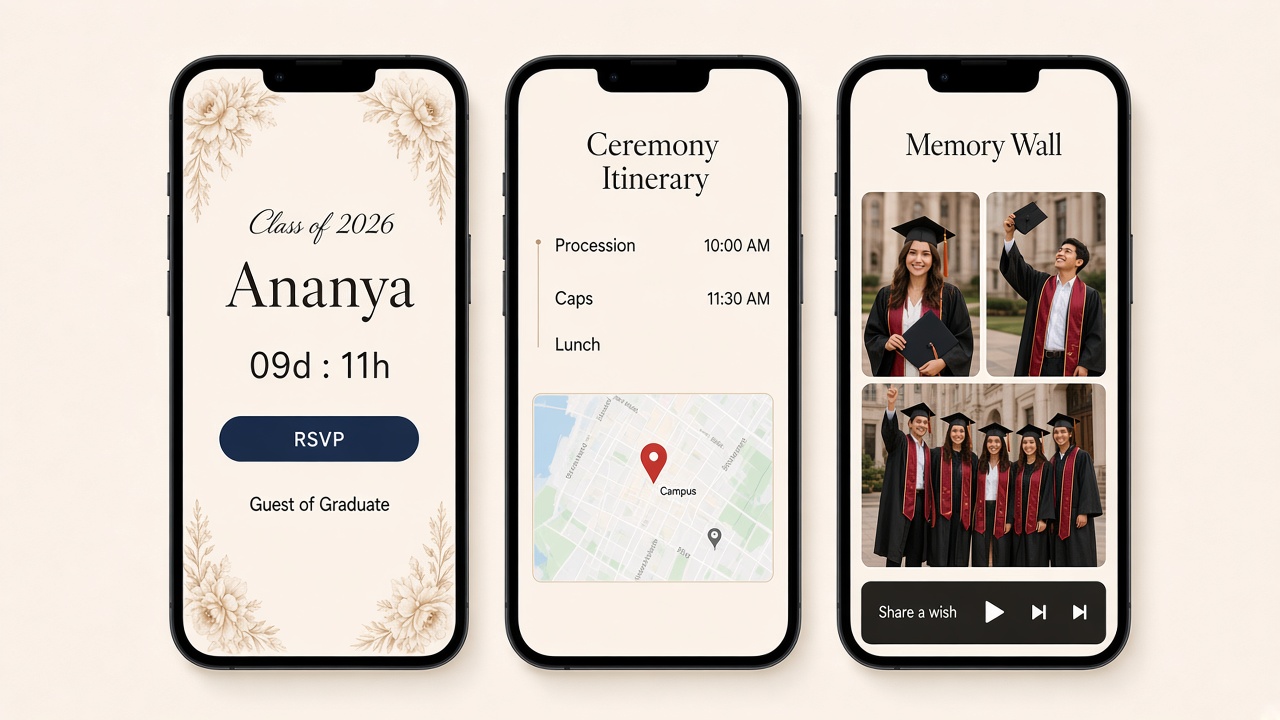 Class of 2026
Ananya
09d : 11h
RSVP
Guest of Graduate
Ceremony
Itinerary
Procession 10:00 AM
Caps 11:30 AM
Lunch
Campus
Memory Wall
Share a wish